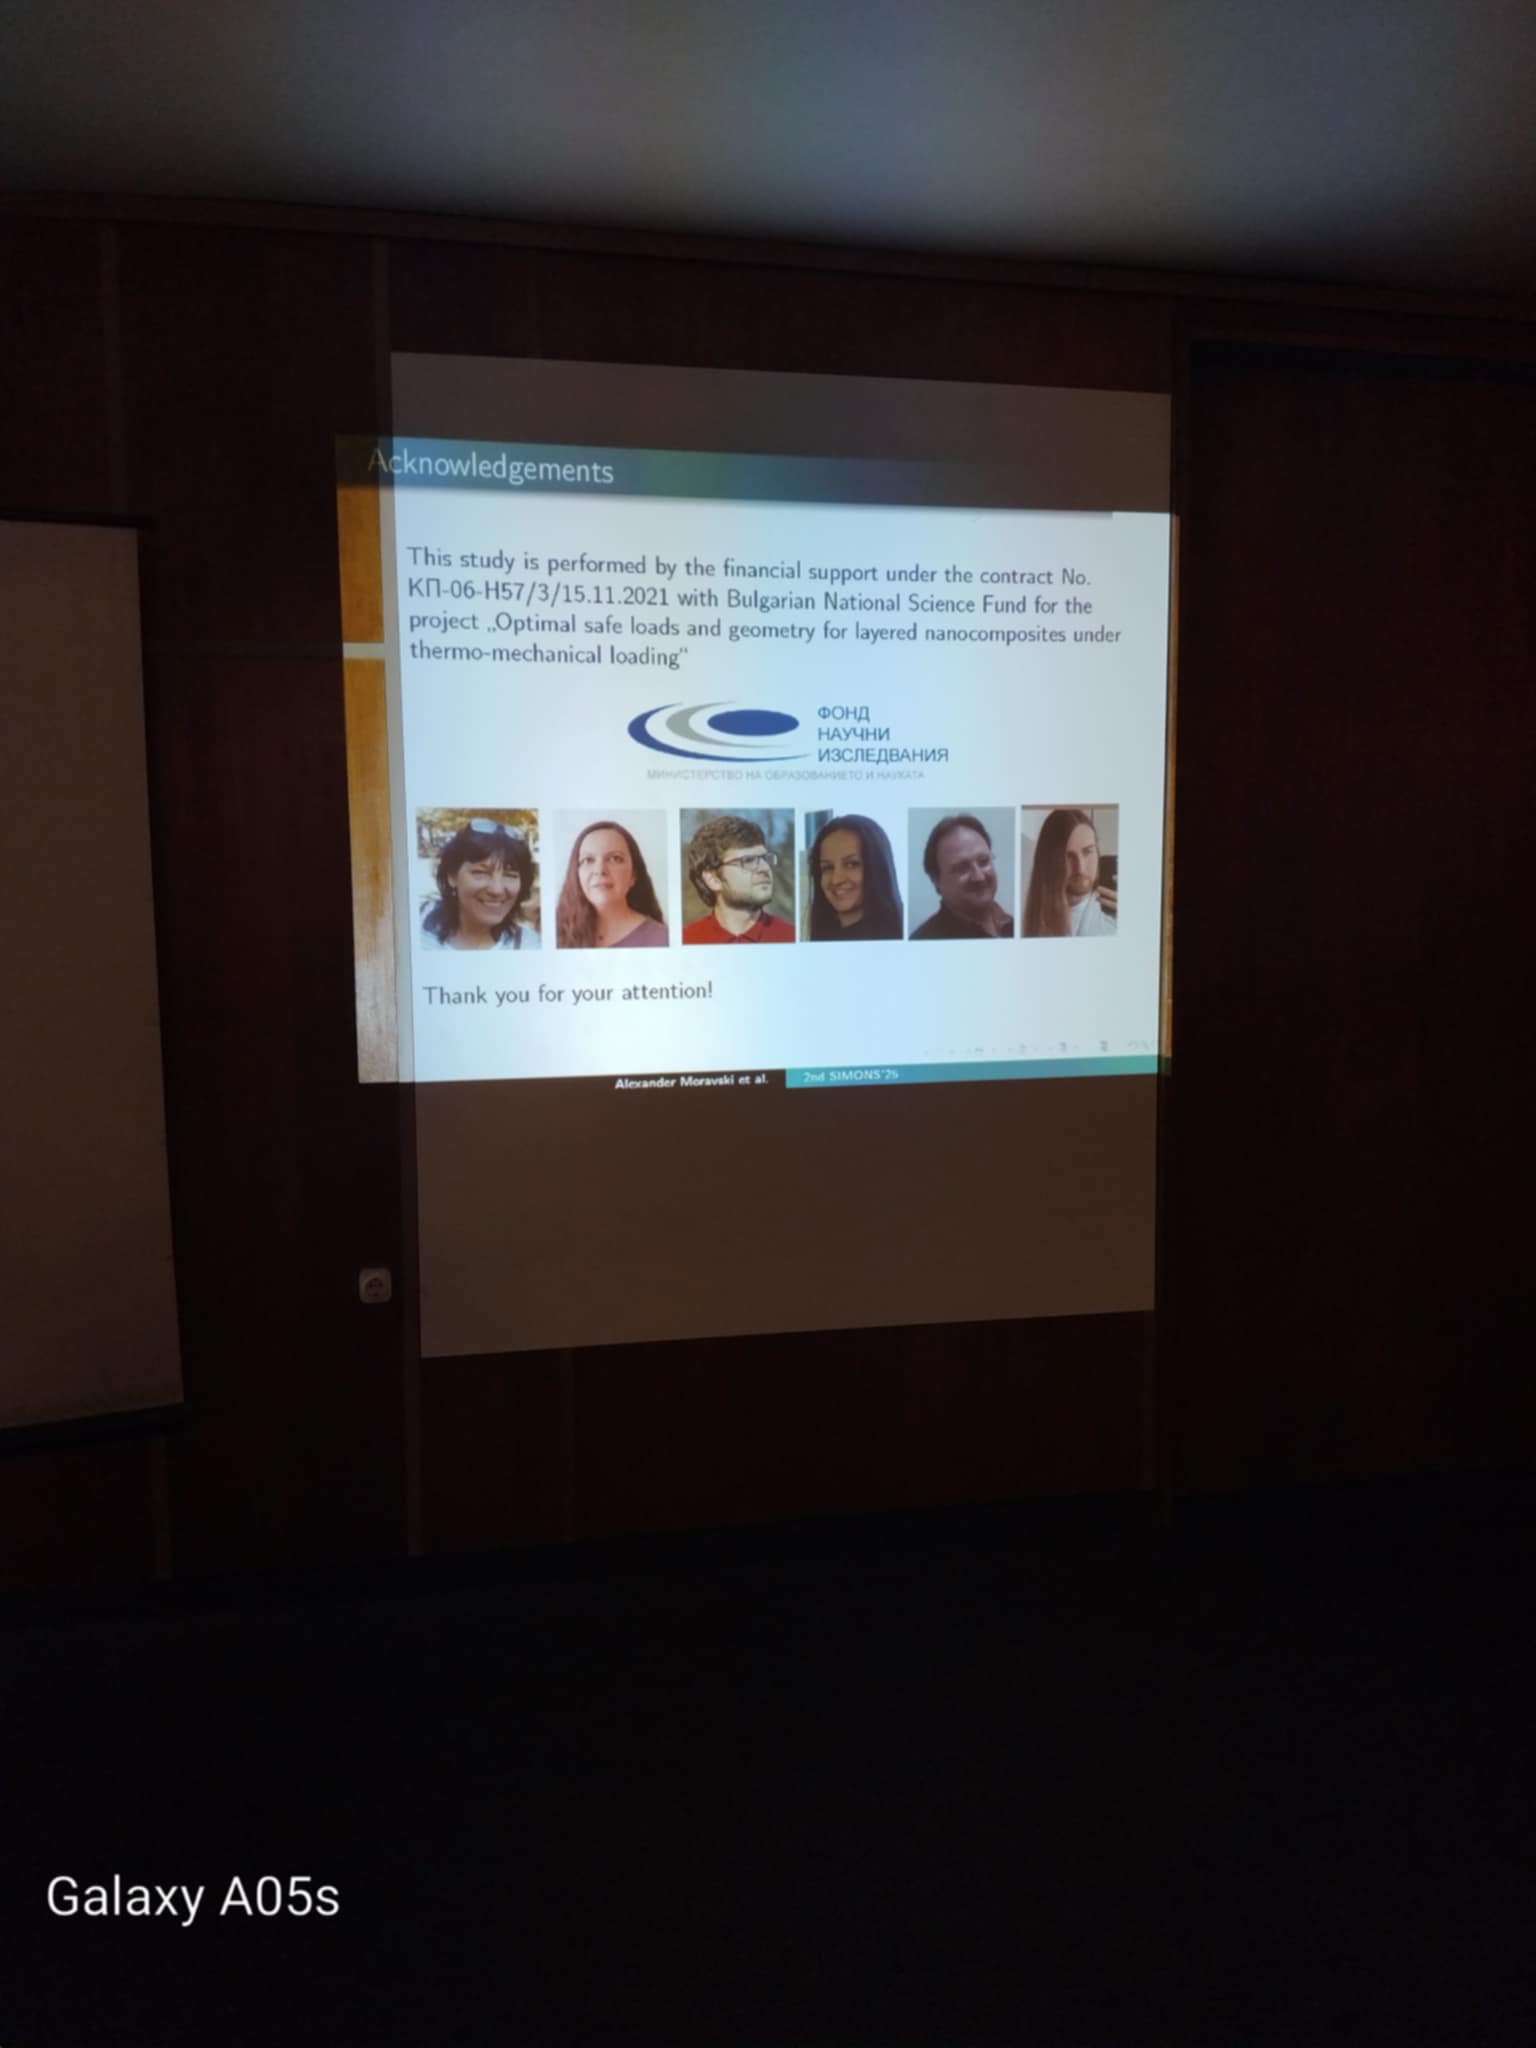 Acknowledgements
This study is performed by the financial support under the contract No.
КП-06-Н57/3/15.11.2021 with Bulgarian National Science Fund for the
project „Optimal safe loads and geometry for layered nanocomposites under
thermo-mechanical loading“
ФОНД
НАУЧНИ
ИЗСЛЕДВАНИЯ
МИНИСТЕРСТВО НА ОБРАЗОВАНИЕТО И НАУКАТА
Thank you for your attention!
Alexander Moravski et al.
2nd SIMONS'25
Galaxy A05s